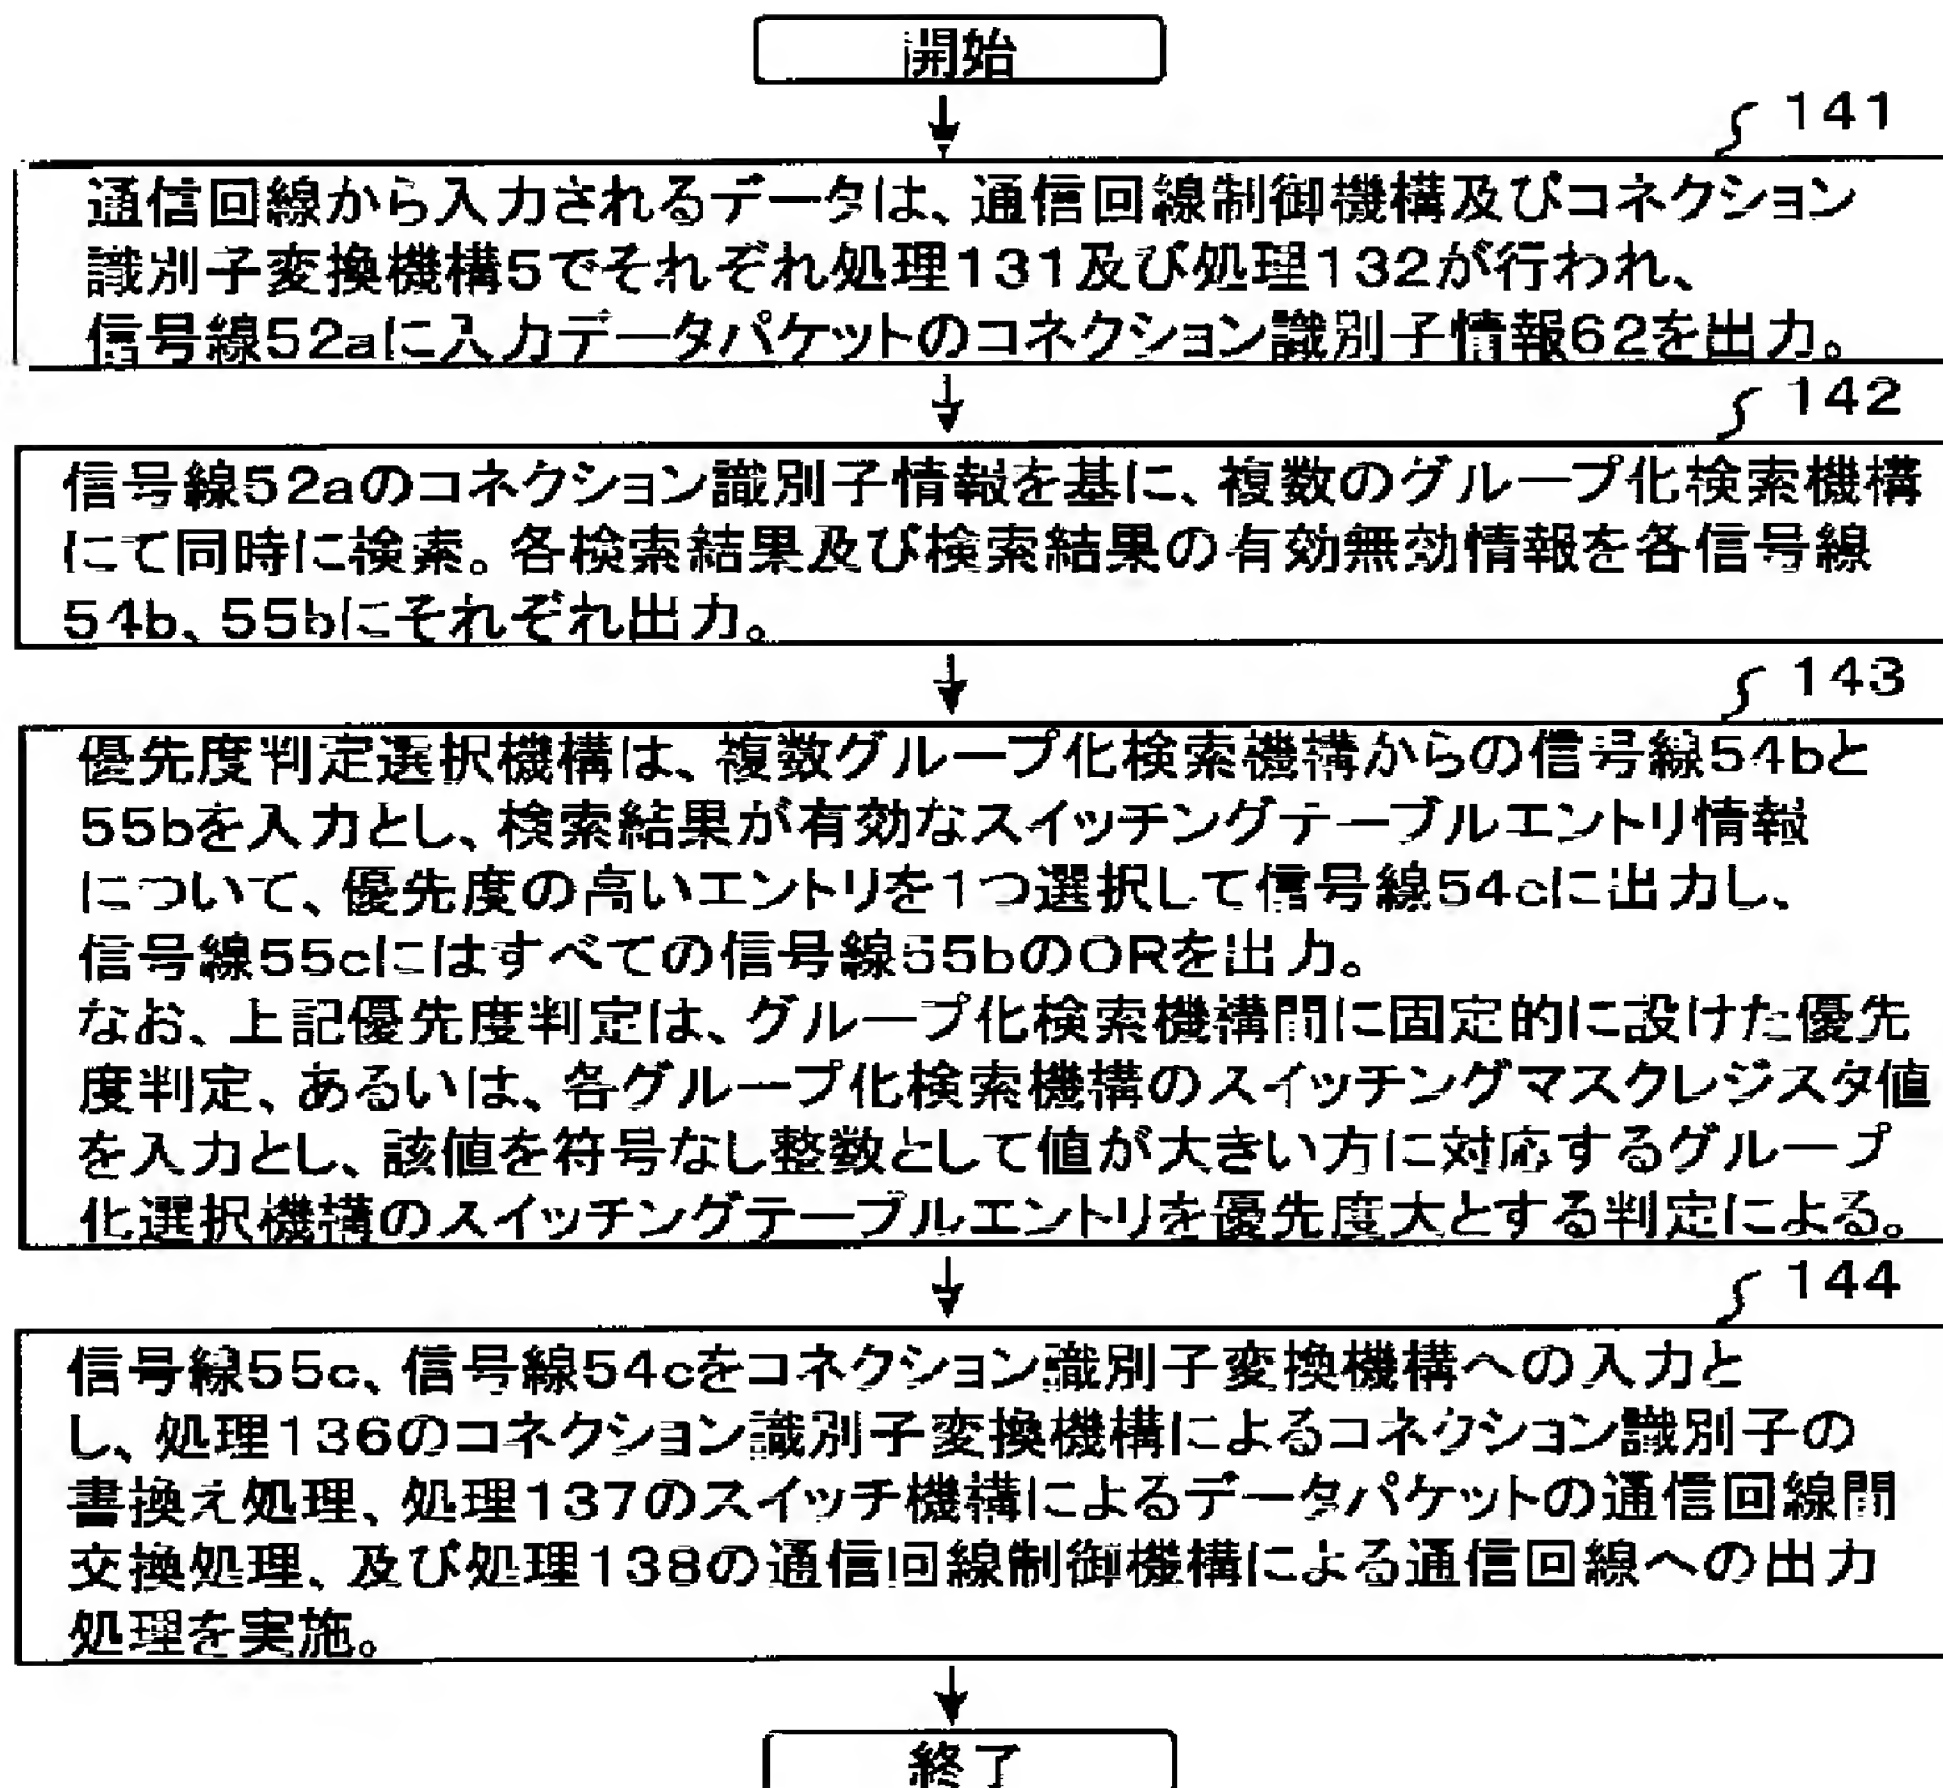 開始
141
通信回線から入力されるデータは、通信回線制御機構及びコネクション
識別子変換機構5でそれぞれ処理131及び処理132が行われ、
信号線52aに入力データパケットのコネクション識別子情報62を出力。
142
信号線52aのコネクション識別子情報を基に、複数のグループ化検索機構
にて同時に検索。各検索結果及び検索結果の有効無効情報を各信号線
54b、55bにそれぞれ出力。
143
優先度判定選択機構は、複数グループ化検索機構からの信号線54bと
55bを入力とし、検索結果が有効なスイッチングテーブルエントリ情報
について、優先度の高いエントリを1つ選択して信号線54cに出力し、
信号線55cにはすべての信号線55bのORを出力。
なお、上記優先度判定は、グループ化検索機構間に固定的に設けた優先
度判定、あるいは、各グループ化検索機構のスイッチングマスクレジスタ値
を入力とし、該値を符号なし整数として値が大きい方に対応するグループ
化選択機構のスイッチングテーブルエントリを優先度大とする判定による。
144
信号線55c、信号線54cをコネクション識別子変換機構への入力と
し、処理136のコネクション識別子変換機構によるコネクション識別子の
書換え処理、処理137のスイッチ機構によるデータパケットの通信回線間
交換処理、及び処理138の通信回線制御機構による通信回線への出力
処理を実施。
終了